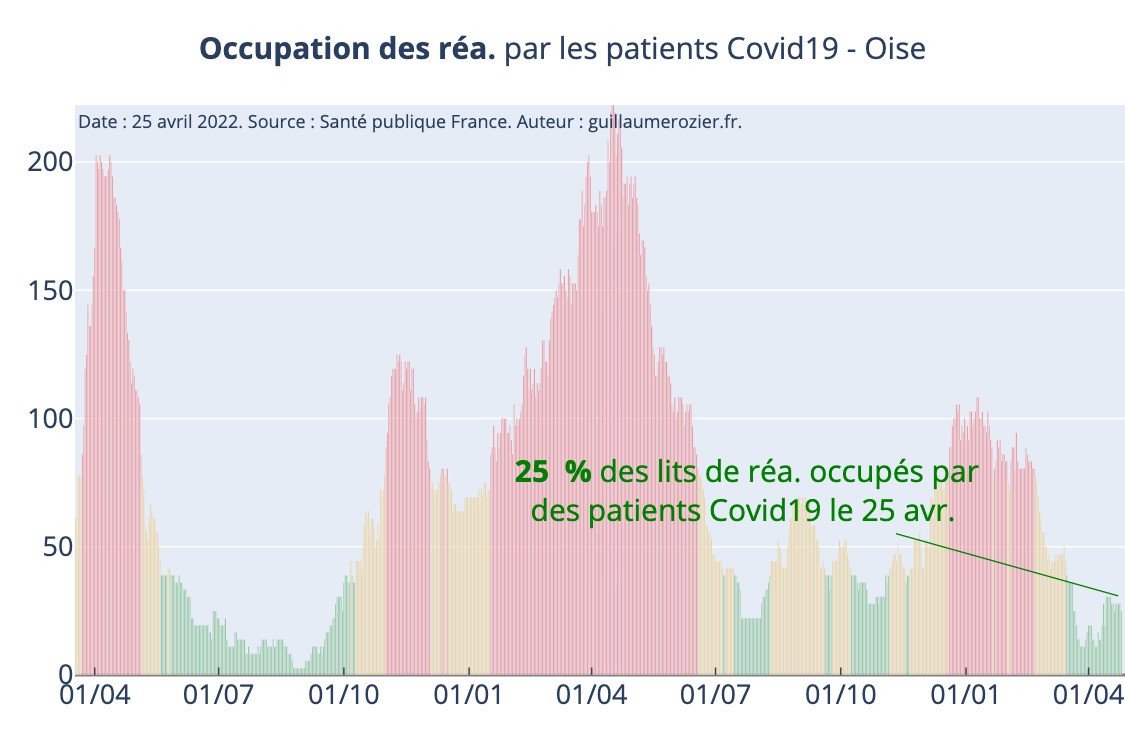 Occupation des réa. par les patients Covid19 - Oise
Date : 25 avril 2022. Source : Santé publique France. Auteur : guillaumerozier.fr.
200
150
100
25 % des lits de réa. occupés par
des patients Covid19 le 25 avr.
50
0
01/04 01/07 01/10 01/01 01/04 01/07 01/10 01/01 01/04